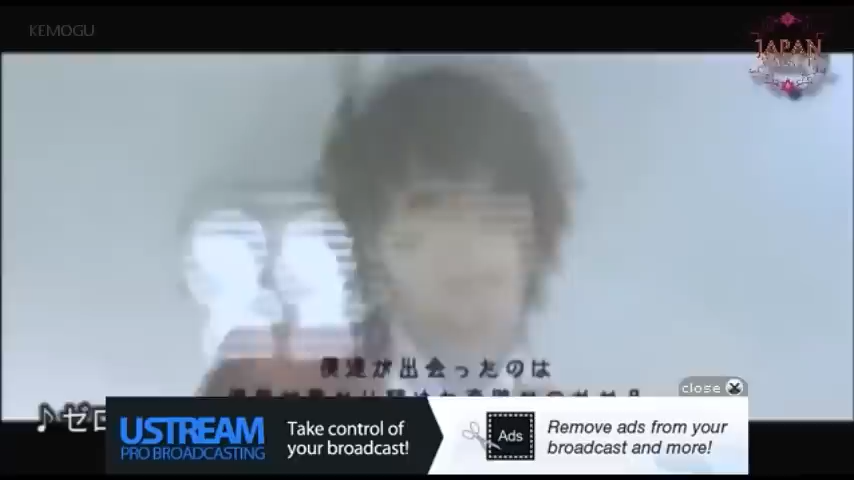 KEMOGU
JAPAN
僕達が出会ったのは
close
♪ゼロ
USTREAM
PRO BROADCASTING
Take control of
your broadcast!
Ads
Remove ads from your
broadcast and more!